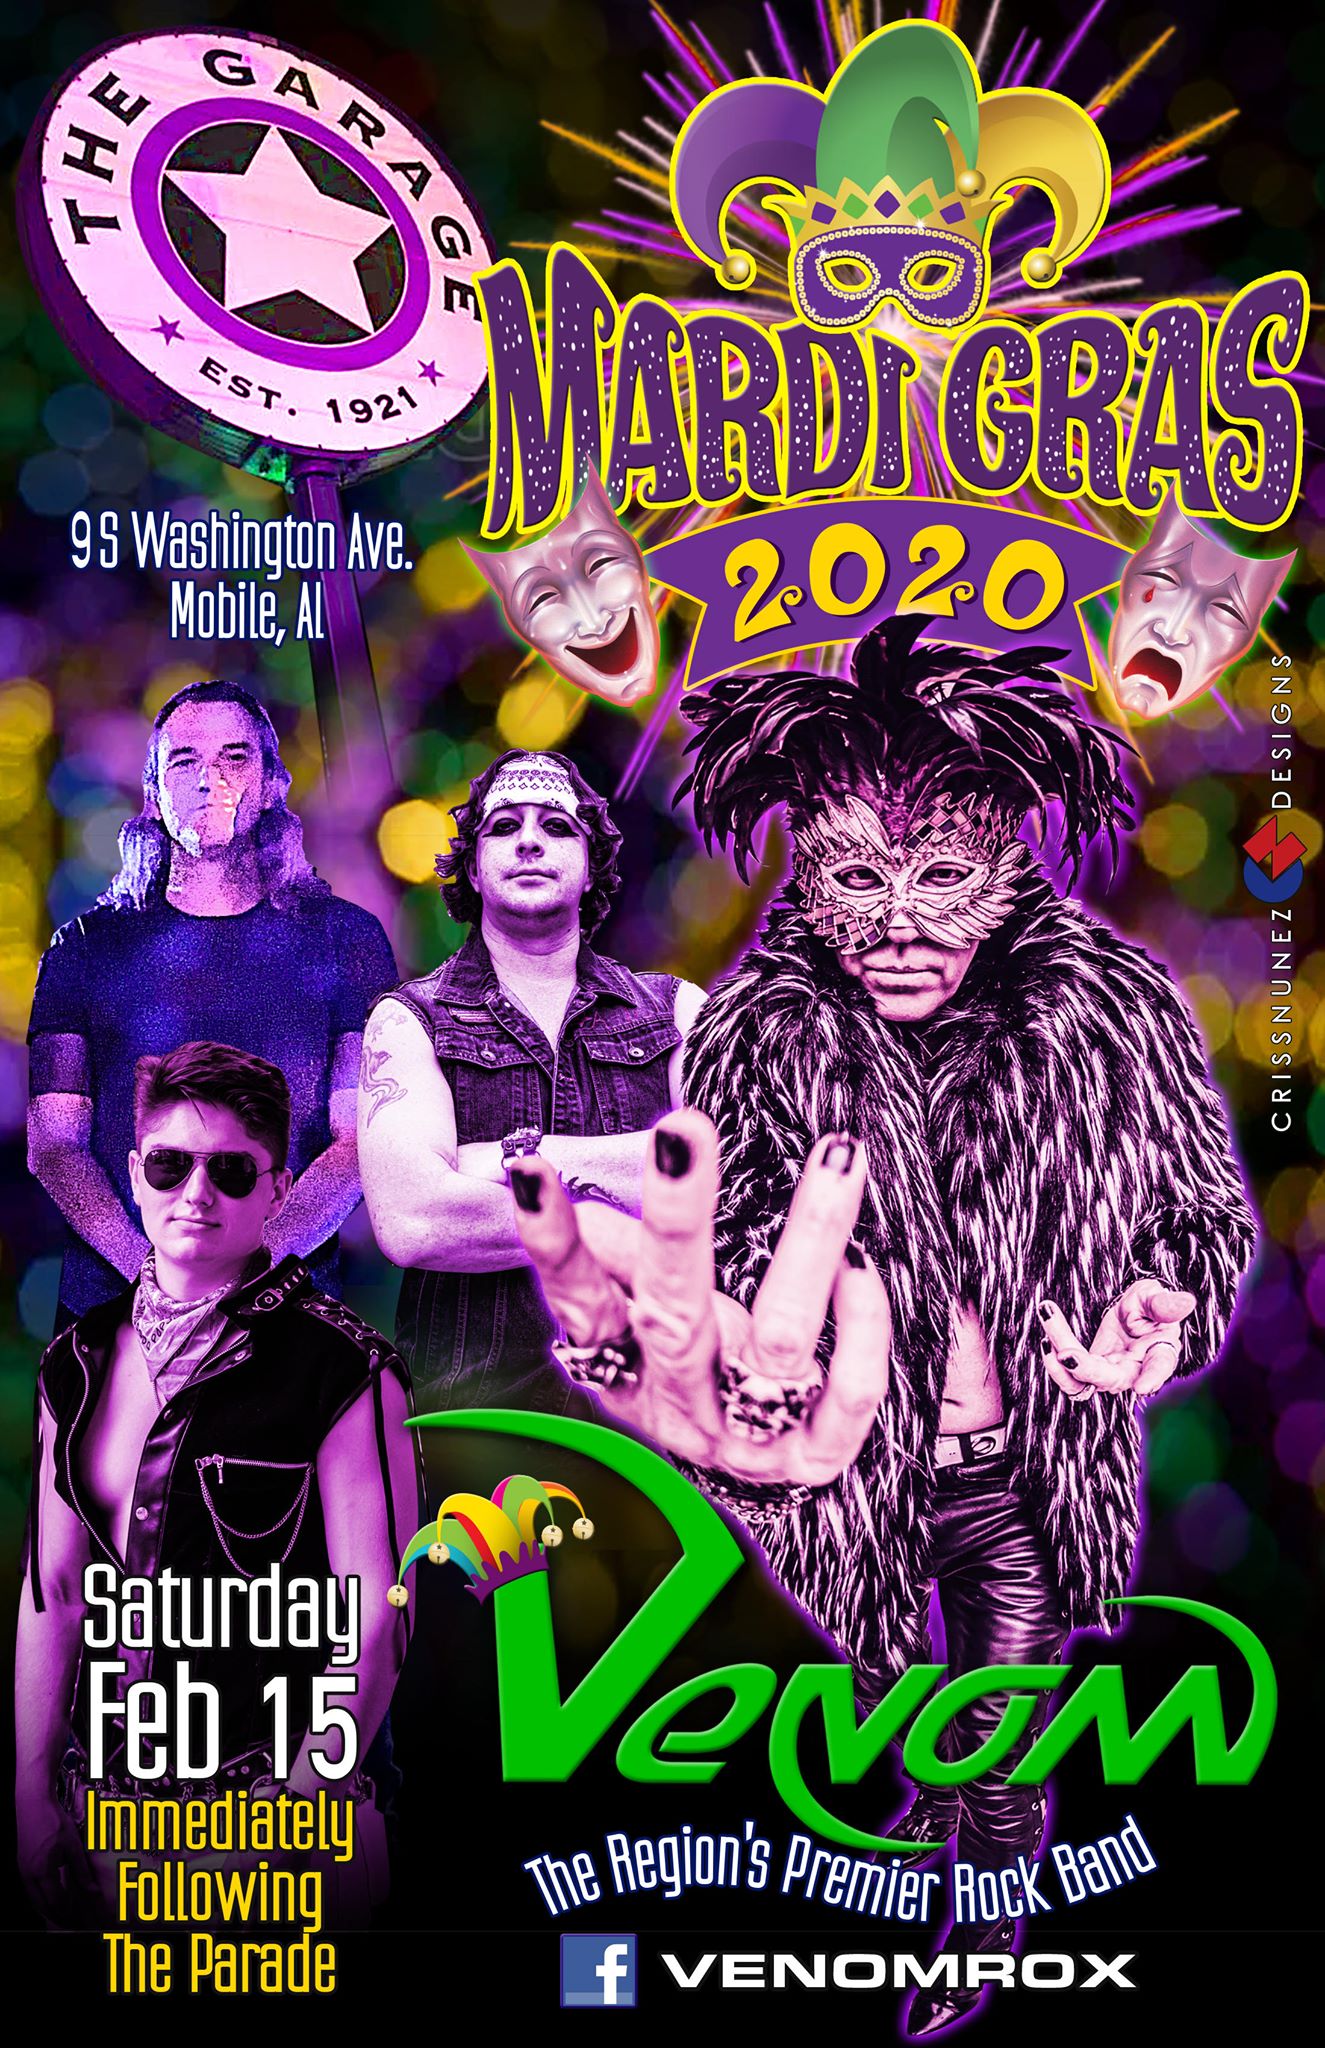 THE GARAGE
EST. 1921
MARDI GRAS
2020
9 S Washington Ave.
Mobile, Al
CRISSNUNEZ DESIGNS
Saturday
Feb 15
Immediately
Following
The Parade
Venom
The Region's Premier Rock Band
f VENOMROX